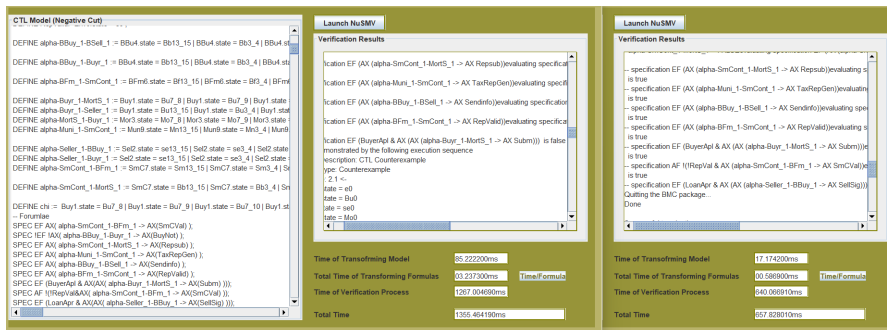 CTL Model (Negative Cut)
DEFINE alpha-BBuy_1-BSell_1 := BBu4.state = Bb13_15 | BBu4.state = Bb3_4 | BBu4.st
DEFINE alpha-BBuy_1-Buyr_1 := BBu4.state = Bb13_15 | BBu4.state = Bb3_4 | BBu4.sta
DEFINE alpha-BFm_1-SmCont_1 := BFm6.state = Bf13_15 | BFm6.state = Bf3_4 | BFm6
DEFINE alpha-Buyr_1-MortS_1 := Buy1.state = Bu7_8 | Buy1.state = Bu7_9 | Buy1.state
DEFINE alpha-Buyr_1-Seller_1 := Buy1.state = Bu13_15 | Buy1.state = Bu3_4 | Buy1.stat
DEFINE alpha-MortS_1-Buyr_1 := Mor3.state = Mo7_8 | Mor3.state = Mo7_9 | Mor3.state
DEFINE alpha-Muni_1-SmCont_1 := Mun9.state = Mn13_15 | Mun9.state = Mn3_4 | Mun9
DEFINE alpha-Seller_1-BBuy_1 := Sel2.state = se13_15 | Sel2.state = se3_4 | Sel2.state
DEFINE alpha-Seller_1-Buyr_1 := Sel2.state = se13_15 | Sel2.state = se3_4 | Sel2.state =
DEFINE alpha-SmCont_1-BFm_1 := SmC7.state = Sm13_15 | SmC7.state = Sm3_4 | Sm
DEFINE alpha-SmCont_1-MortS_1 := SmC7.state = Bb13_15 | SmC7.state = Bb3_4 | Sm
DEFINE chi := Buy1.state = Bu7_8 | Buy1.state = Bu7_9 | Buy1.state = Bu7_10 | Buy1.st
-- Forumlae
SPEC EF AX( alpha-SmCont_1-BFm_1 -> AX(SmCVal) );
SPEC !EF !AX( alpha-BBuy_1-Buyr_1 -> AX(BuyNot) );
SPEC EF AX( alpha-SmCont_1-MortS_1 -> AX(Repsub) );
SPEC EF AX( alpha-Muni_1-SmCont_1 -> AX(TaxRepGen) );
SPEC EF AX( alpha-BBuy_1-BSell_1 -> AX(Sendinfo) );
SPEC EF AX( alpha-BFm_1-SmCont_1 -> AX(RepValid) );
SPEC EF (BuyerApl & AX( AX(alpha-Buyr_1-MortS_1 -> AX(Subm) )));
SPEC AF !(!RepVal&AX( alpha-SmCont_1-BFm_1 -> AX(SmCVal) ));
SPEC EF (LoanApr & AX(AX( alpha-Seller_1-BBuy_1 -> AX(SellSig) )));
Launch NuSMV
Verification Results
ication EF (AX (alpha-SmCont_1-MortS_1 -> AX Repsub))evaluating specificat
ication EF (AX (alpha-Muni_1-SmCont_1 -> AX TaxRepGen))evaluating specifi
ication EF (AX (alpha-BBuy_1-BSell_1 -> AX Sendinfo))evaluating specification
ication EF (AX (alpha-BFm_1-SmCont_1 -> AX RepValid))evaluating specifica
ication EF (BuyerApl & AX (AX (alpha-Buyr_1-MortS_1 -> AX Subm))) is false
monstrated by the following execution sequence
escription: CTL Counterexample
ype: Counterexample
: 2.1 <-
tate = e0
tate = Bu0
tate = se0
tate = Mo0
Time of Transofrming Model 85.222200ms
Total Time of Transforming Formulas 03.237300ms Time/Formula
Time of Verification Process 1267.004690ms
Total Time 1355.464190ms
Launch NuSMV
Verification Results
-- specification EF (AX (alpha-SmCont_1-MortS_1 -> AX Repsub))evaluating s
is true
-- specification EF (AX (alpha-Muni_1-SmCont_1 -> AX TaxRepGen))evaluating
is true
-- specification EF (AX (alpha-BBuy_1-BSell_1 -> AX Sendinfo))evaluating spe
is true
-- specification EF (AX (alpha-BFm_1-SmCont_1 -> AX RepValid))evaluating s
is true
-- specification EF (BuyerApl & AX (AX (alpha-Buyr_1-MortS_1 -> AX Subm)))e
is true
-- specification AF !(!RepVal & AX (alpha-SmCont_1-BFm_1 -> AX SmCVal))e
is true
-- specification EF (LoanApr & AX (AX (alpha-Seller_1-BBuy_1 -> AX SellSig)))
Quitting the BMC package...
Done
Time of Transofrming Model 17.174200ms
Total Time of Transforming Formulas 00.586900ms Time/Formula
Time of Verification Process 640.066910ms
Total Time 657.828010ms